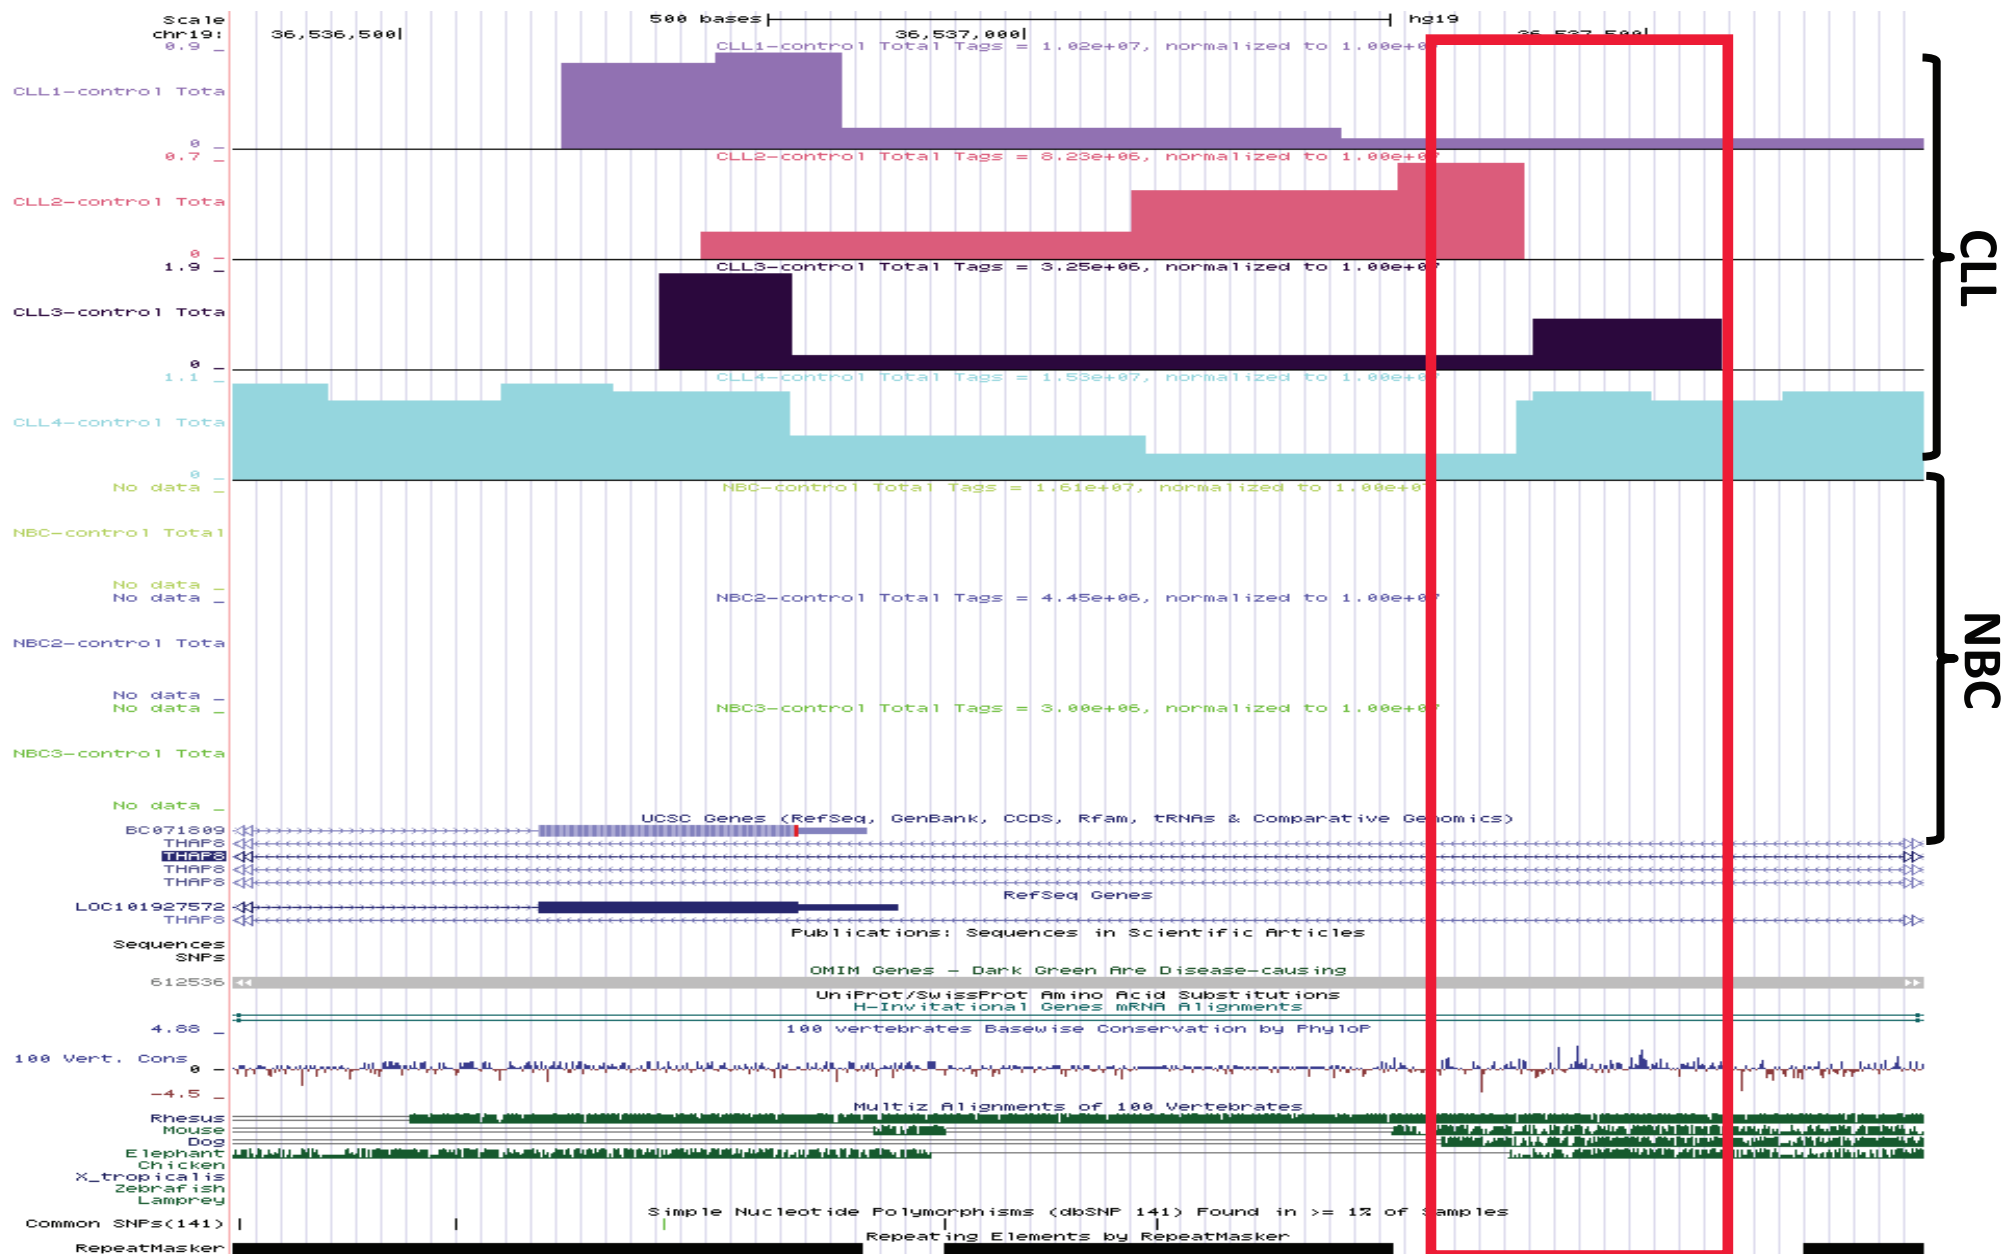 Scale 500 bases hg19
chr19: 36,536,500| 36,537,000| 36,537,500|
0.9 _ CLL1-control Total Tags = 1.02e+07, normalized to 1.00e+0
CLL1-control Tota
0 _
0.7 _ CLL2-control Total Tags = 8.23e+06, normalized to 1.00e+07
CLL2-control Tota
0 _
1.9 _ CLL3-control Total Tags = 3.25e+06, normalized to 1.00e+07
CLL3-control Tota
0 _
1.1 _ CLL4-control Total Tags = 1.53e+07, normalized to 1.00e+07
CLL4-control Tota
0 _
CLL
No data _ NBC-control Total Tags = 1.61e+07, normalized to 1.00e+0
NBC-control Total
No data _
No data _ NBC2-control Total Tags = 4.45e+06, normalized to 1.00e+07
NBC2-control Tota
No data _
No data _ NBC3-control Total Tags = 3.00e+06, normalized to 1.00e+07
NBC3-control Tota
No data _
NBC
UCSC Genes (RefSeq, GenBank, CCDS, Rfam, tRNAs & Comparative Genomics)
BC071809
THAP8
THAP8
THAP8
THAP8
RefSeq Genes
LOC101927572
THAP8
Publications: Sequences in Scientific Articles
Sequences
SNPs
OMIM Genes - Dark Green Are Disease-causing
612536
UniProt/SwissProt Amino Acid Substitutions
H-Invitational Genes mRNA Alignments
4.88 _ 100 vertebrates Basewise Conservation by PhyloP
100 Vert. Cons
0 -
-4.5 _
Multiz Alignments of 100 Vertebrates
Rhesus
Mouse
Dog
Elephant
Chicken
X_tropicalis
Zebrafish
Lamprey
Simple Nucleotide Polymorphisms (dbSNP 141) Found in >= 1% of Samples
Common SNPs(141)
Repeating Elements by RepeatMasker
RepeatMasker